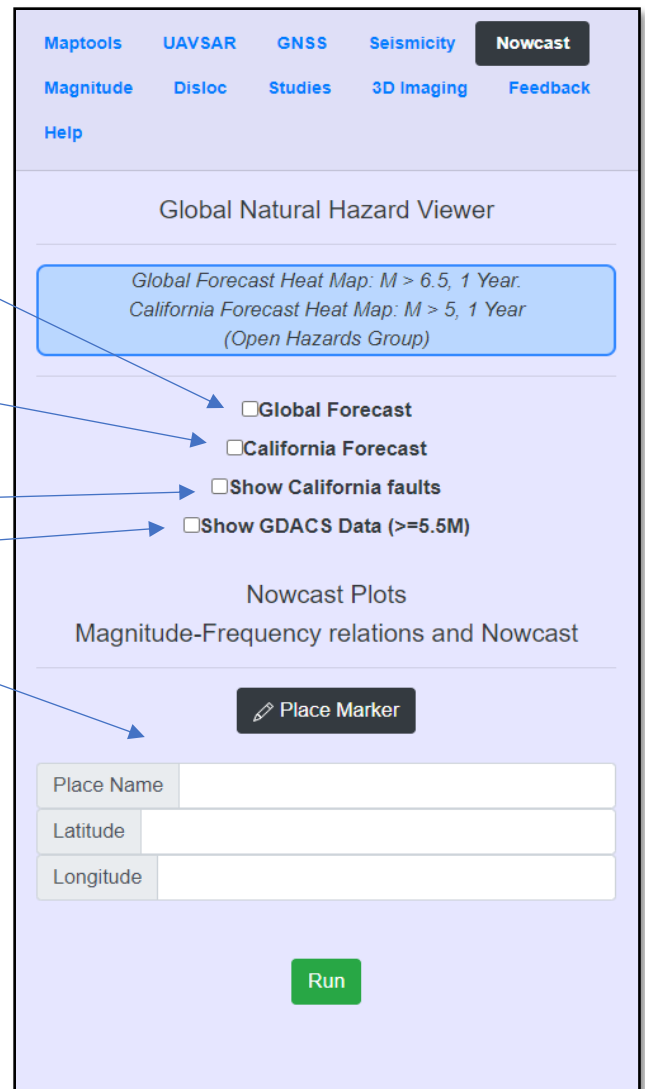 Maptools UAVSAR GNSS Seismicity Nowcast
Magnitude Disloc Studies 3D Imaging Feedback
Help
Global Natural Hazard Viewer
Global Forecast Heat Map: M > 6.5, 1 Year.
California Forecast Heat Map: M > 5, 1 Year
(Open Hazards Group)
Global Forecast
California Forecast
Show California faults
Show GDACS Data (>=5.5M)
Nowcast Plots
Magnitude-Frequency relations and Nowcast
Place Marker
Place Name
Latitude
Longitude
Run